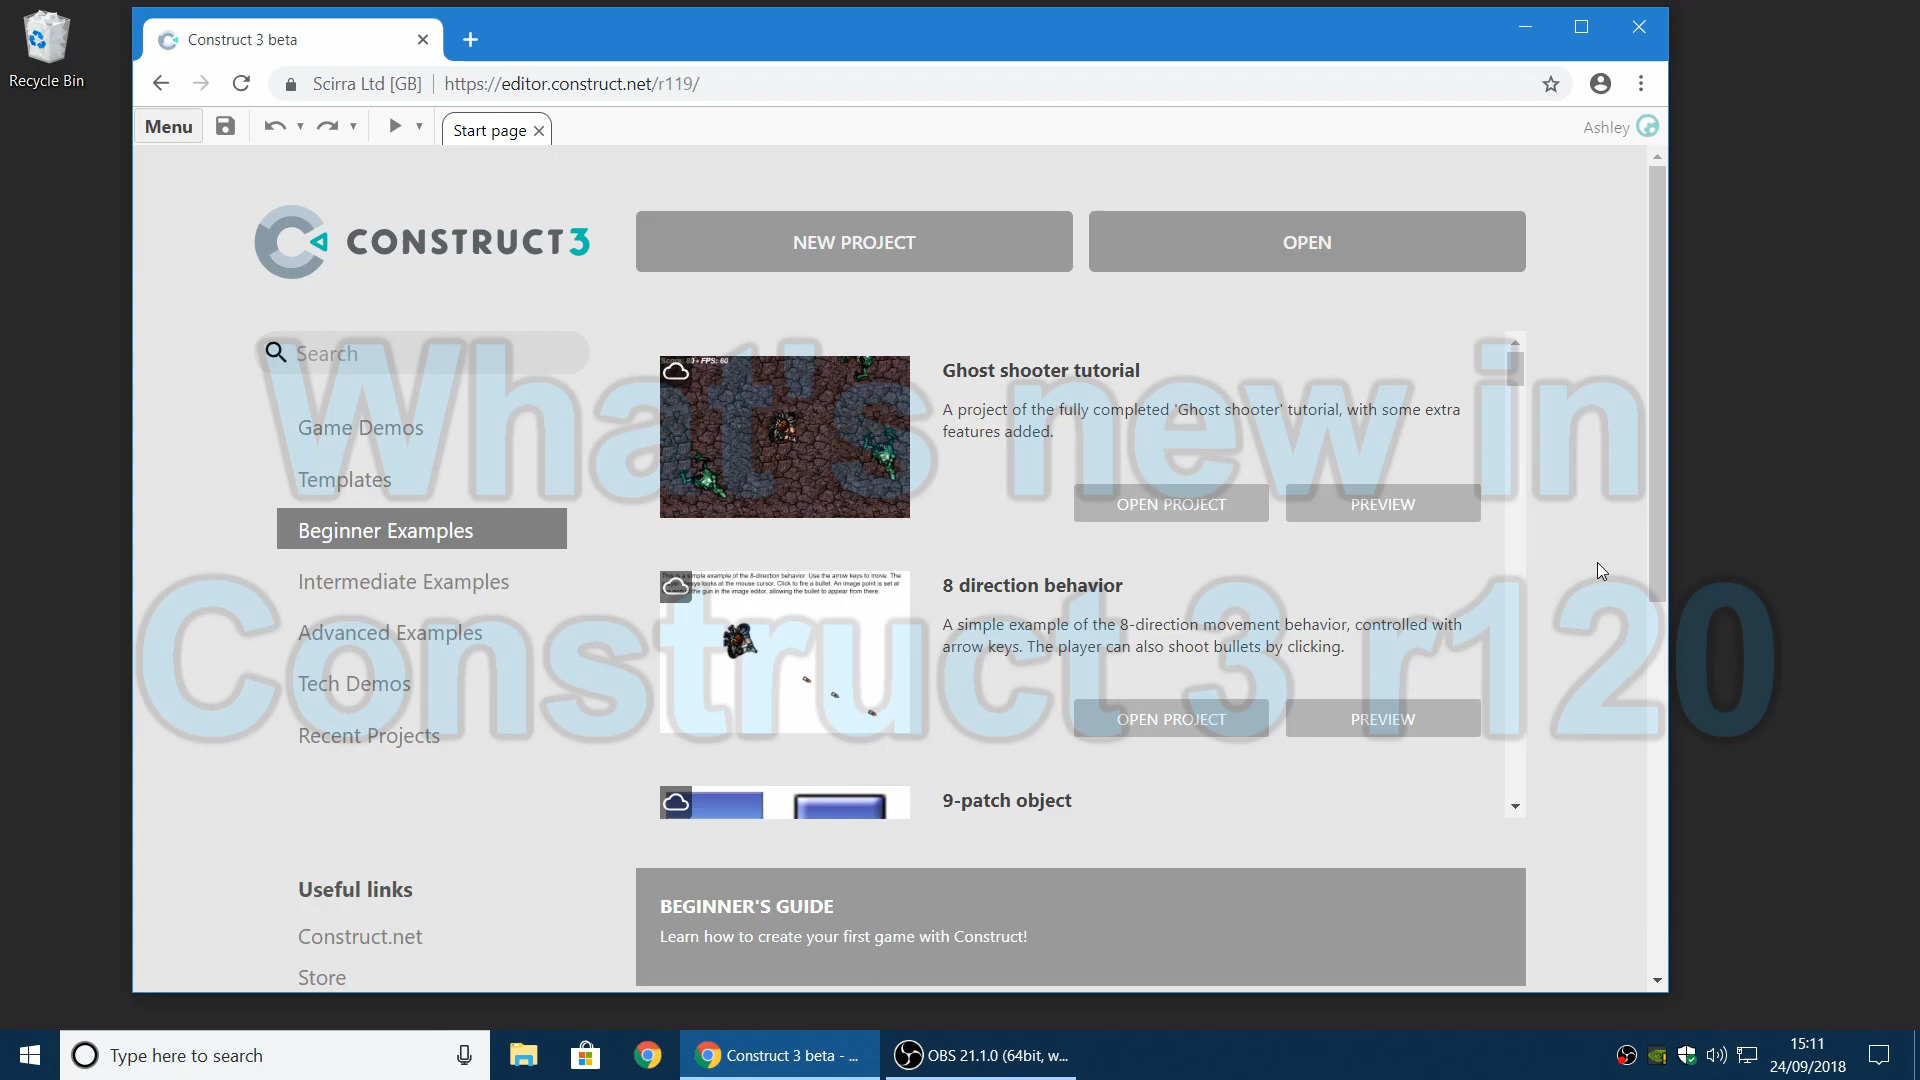 Recycle Bin
Construct 3 beta
Scirra Ltd [GB]
https://editor.construct.net/r119/
Menu
Start page
Ashley
CONSTRUCT 3
NEW PROJECT
OPEN
What's new in
Construct 3 r120
Search
Game Demos
Templates
Beginner Examples
Intermediate Examples
Advanced Examples
Tech Demos
Recent Projects
Ghost shooter tutorial
A project of the fully completed 'Ghost shooter' tutorial, with some extra
features added.
OPEN PROJECT
PREVIEW
8 direction behavior
A simple example of the 8-direction movement behavior, controlled with
arrow keys. The player can also shoot bullets by clicking.
OPEN PROJECT
PREVIEW
9-patch object
Useful links
Construct.net
Store
BEGINNER'S GUIDE
Learn how to create your first game with Construct!
Type here to search
Construct 3 beta - ...
OBS 21.1.0 (64bit, w...
15:11
24/09/2018